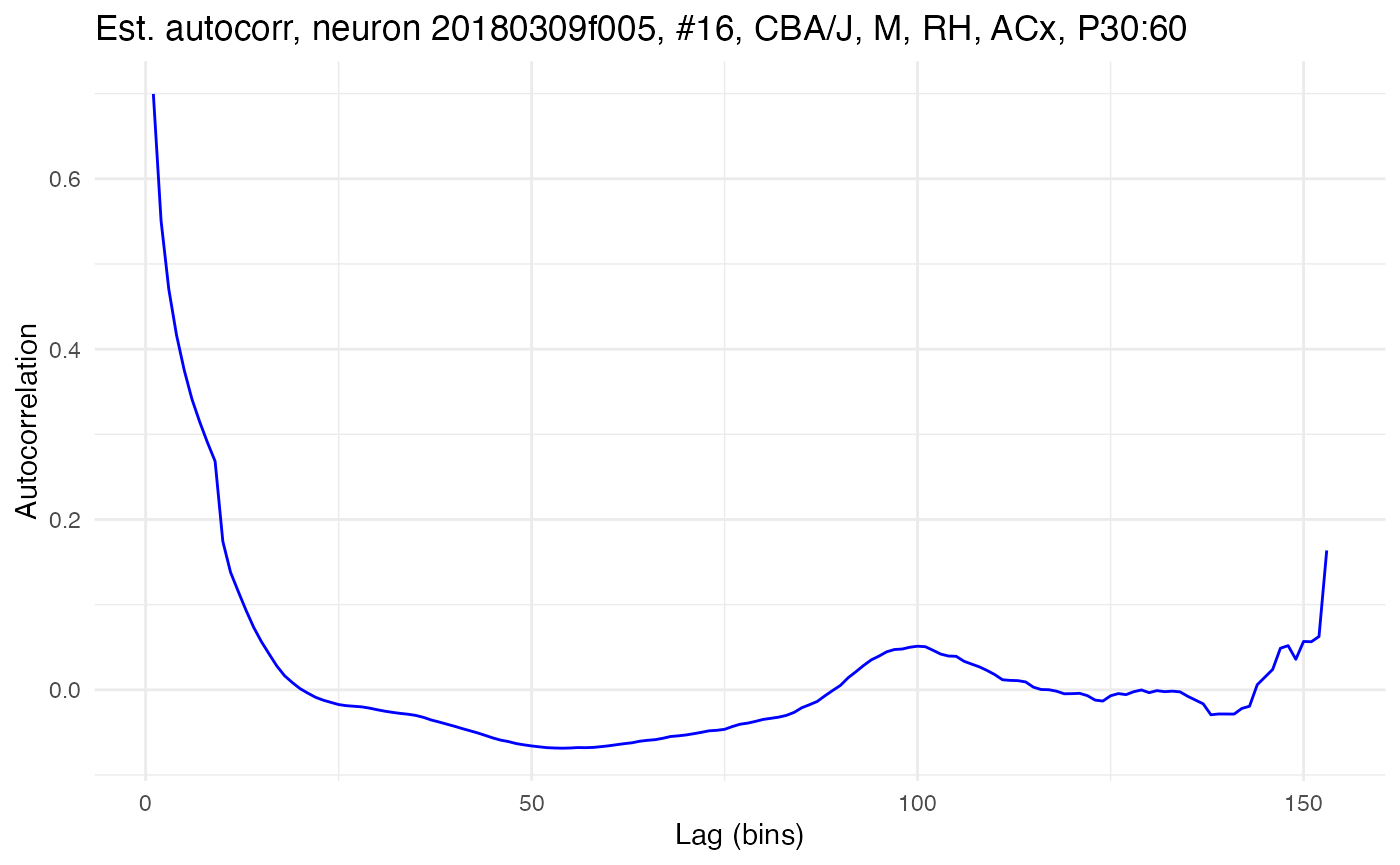 Est. autocorr, neuron 20180309f005, #16, CBA/J, M, RH, ACx, P30:60
Autocorrelation
0.6
0.4
0.2
0.0
0 50 100 150
Lag (bins)